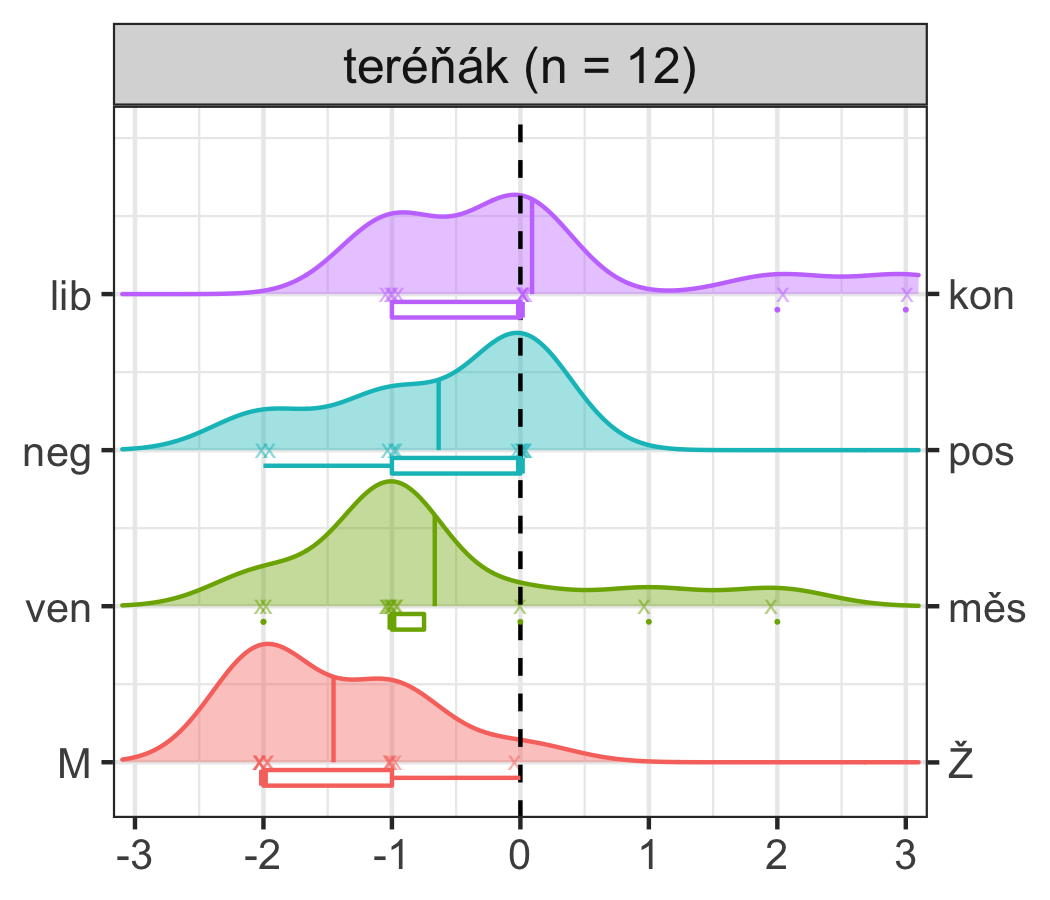 teréňák (n = 12)
lib kon
neg pos
ven měs
M Ž
-3 -2 -1 0 1 2 3